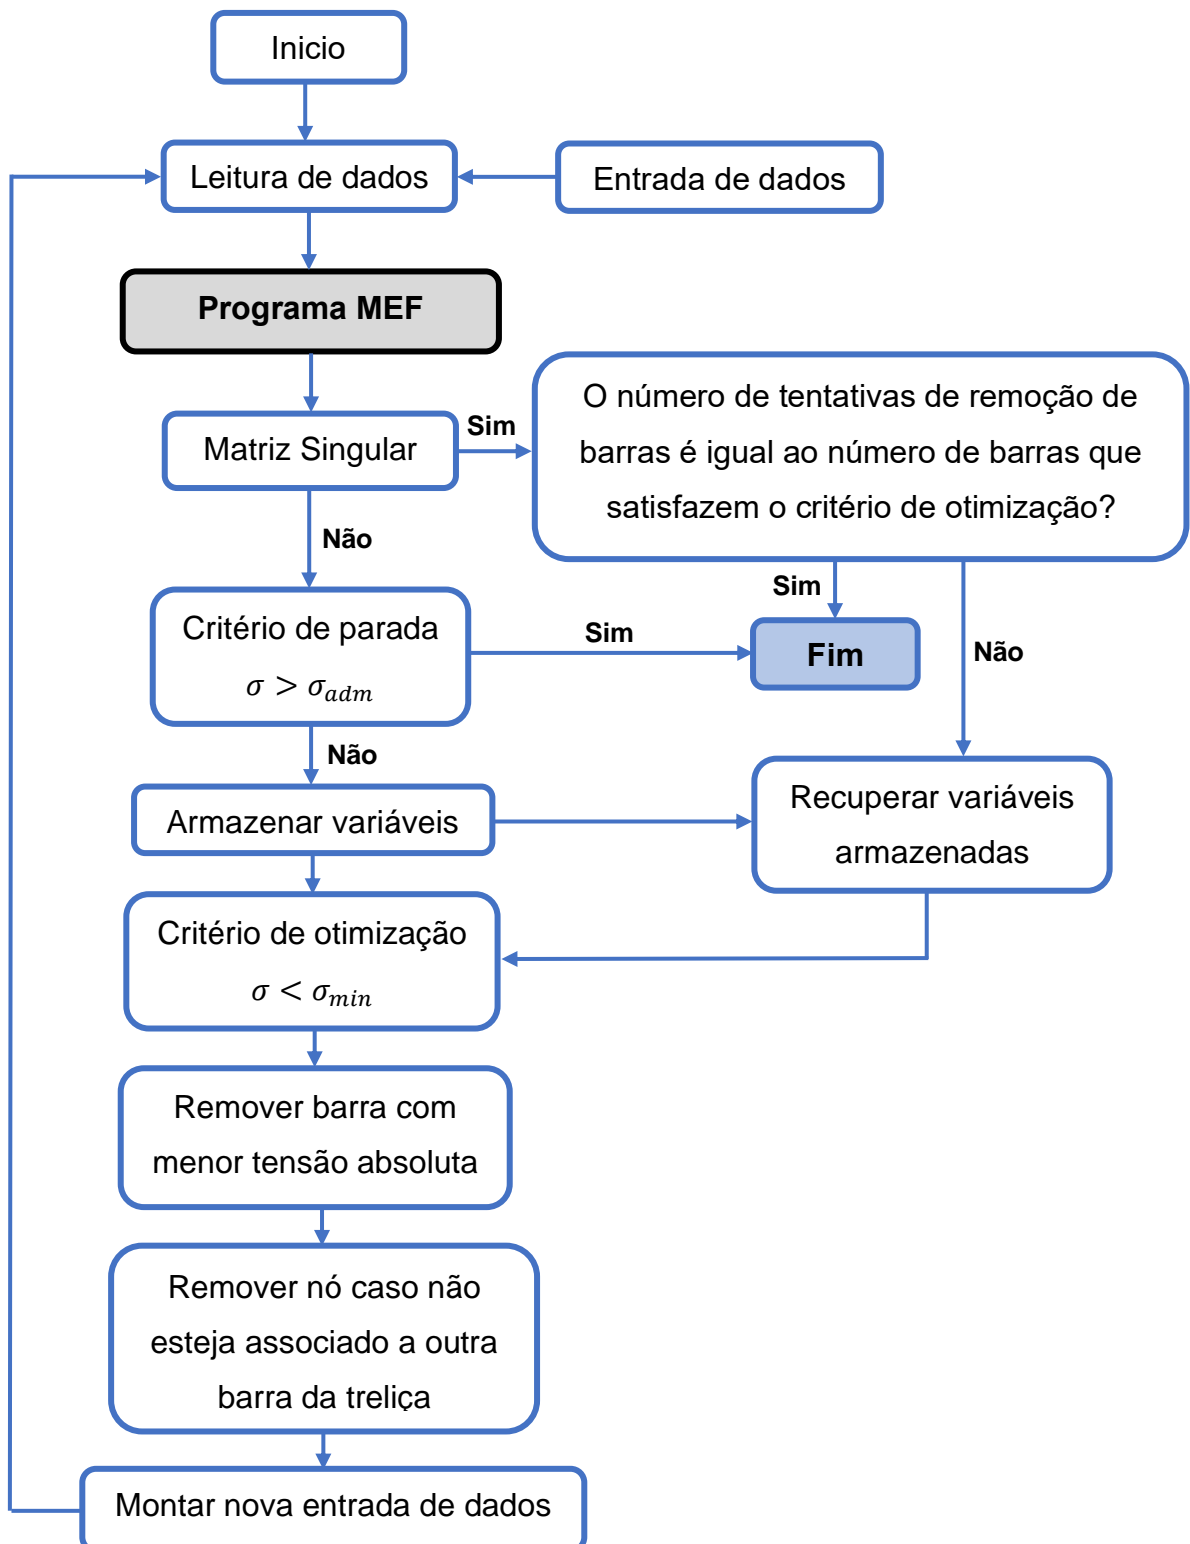 Inicio
Leitura de dados
Entrada de dados
Programa MEF
Matriz Singular
Sim
O número de tentativas de remoção de
barras é igual ao número de barras que
satisfazem o critério de otimização?
Não
Sim
Critério de parada
σ > σadm
Sim
Fim
Não
Não
Armazenar variáveis
Recuperar variáveis
armazenadas
Critério de otimização
σ < σmin
Remover barra com
menor tensão absoluta
Remover nó caso não
esteja associado a outra
barra da treliça
Montar nova entrada de dados